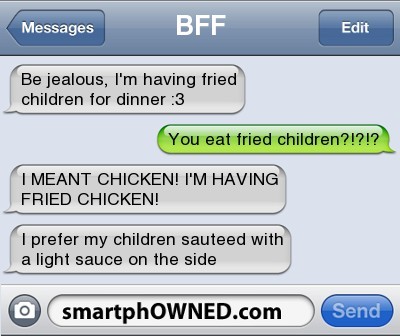 Messages
BFF
Edit
Be jealous, I'm having fried
children for dinner :3
You eat fried children?!?!?
I MEANT CHICKEN! I'M HAVING
FRIED CHICKEN!
I prefer my children sauteed with
a light sauce on the side
smartphOWNED.com
Send